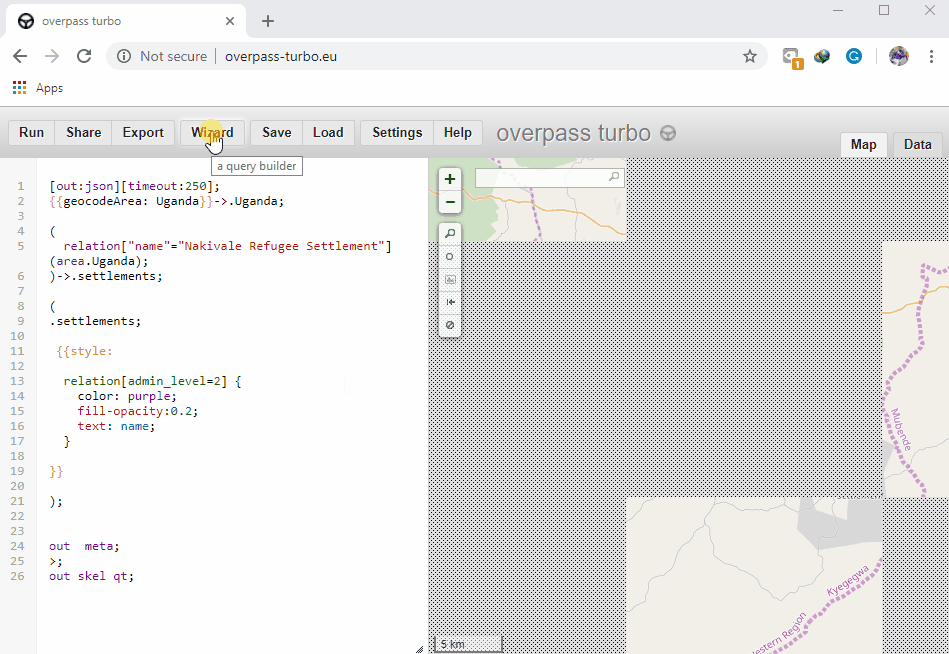 overpass turbo
Not secure
overpass-turbo.eu
1
Apps
Run
Share
Export
Wizard
Save
Load
Settings
Help
overpass turbo
Map
Data
a query builder
1 [out:json][timeout:250];
2 {{geocodeArea: Uganda}}->.Uganda;
3
4 (
5 relation["name"="Nakivale Refugee Settlement"]
(area.Uganda);
6 )->.settlements;
7
8 (
9 .settlements;
10
11 {{style:
12
13 relation[admin_level=2] {
14 color: purple;
15 fill-opacity:0.2;
16 text: name;
17 }
18
19 }}
20
21 );
22
23
24 out  meta;
25 >;
26 out skel qt;
+
−
Mubende
Kyegegwa
estern Region
5 km